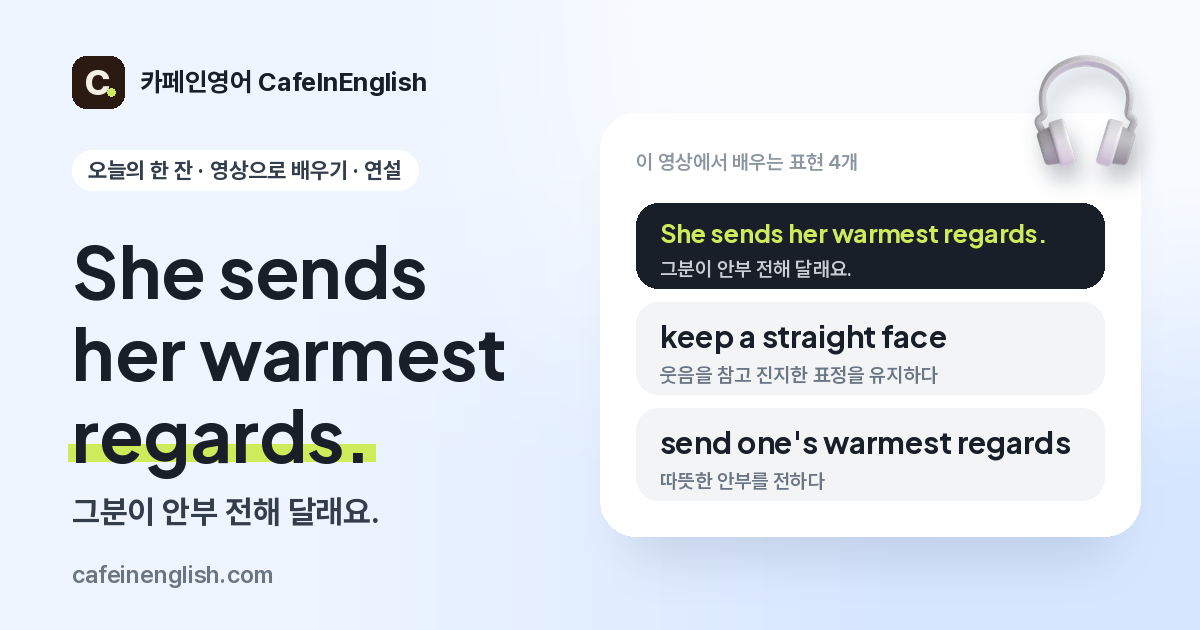 C
카페인영어 CafeInEnglish
오늘의 한 잔 · 영상으로 배우기 · 연설
She sends
her warmest
regards.
그분이 안부 전해 달래요.
cafeinenglish.com
이 영상에서 배우는 표현 4개
She sends her warmest regards.
그분이 안부 전해 달래요.
keep a straight face
웃음을 참고 진지한 표정을 유지하다
send one's warmest regards
따뜻한 안부를 전하다